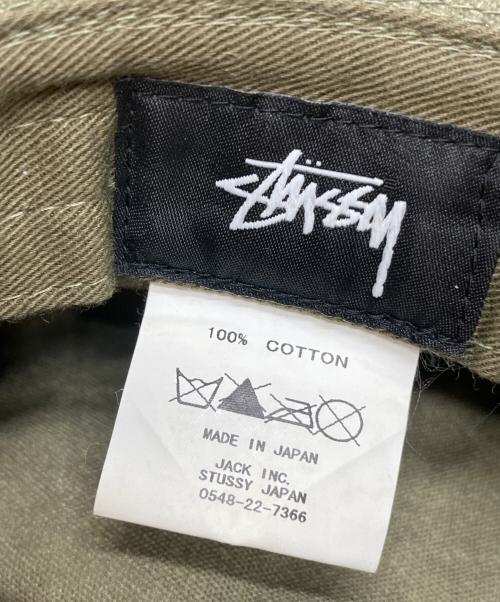 Stüssy
100% COTTON
MADE IN JAPAN
JACK INC.
STUSSY JAPAN
0548-22-7366